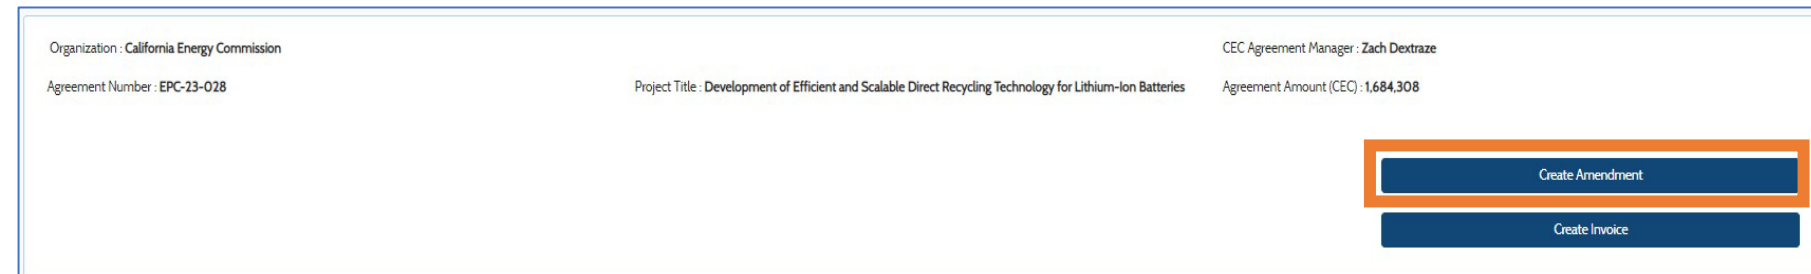 Organization : California Energy Commission
CEC Agreement Manager : Zach Dextraze
Agreement Number : EPC-23-028
Project Title : Development of Efficient and Scalable Direct Recycling Technology for Lithium-Ion Batteries
Agreement Amount (CEC) : 1,684,308
Create Amendment
Create Invoice